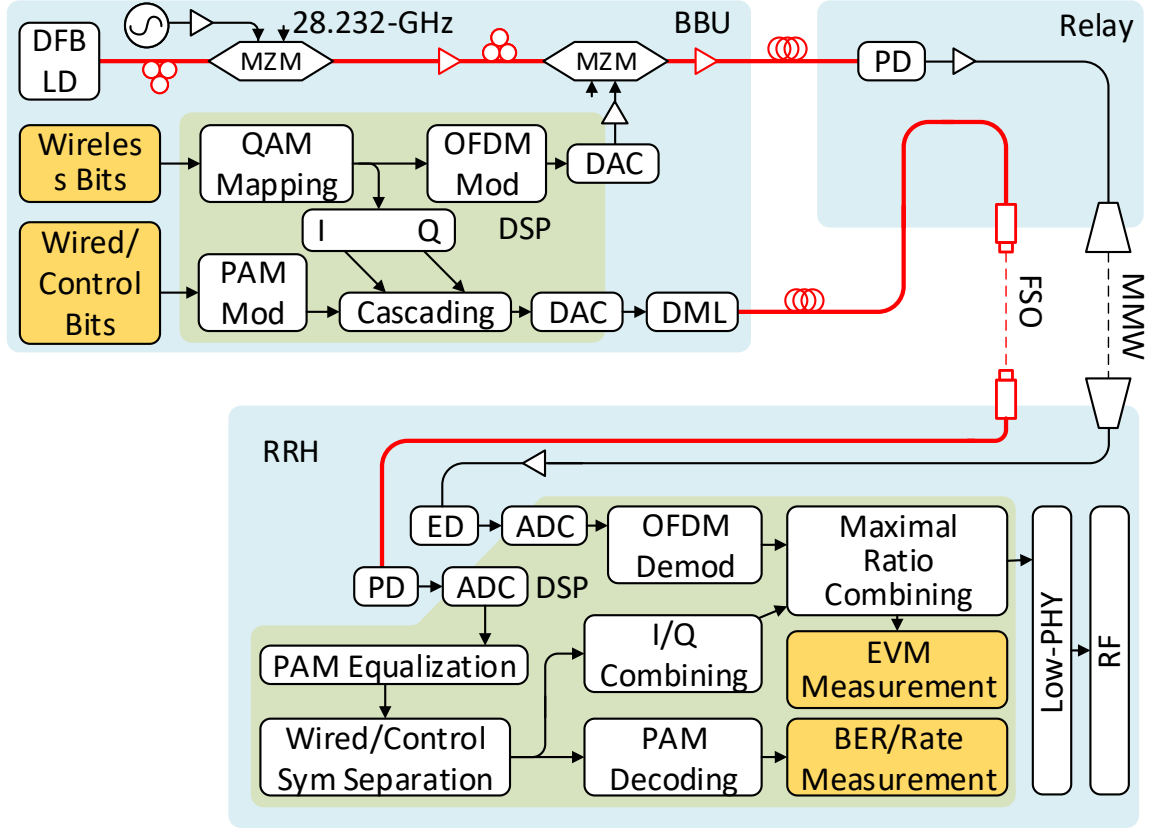 28.232-GHz
BBU
Relay
DFB
LD
MZM
MZM
PD
Wireles
s Bits
QAM
Mapping
OFDM
Mod
DAC
I
Q
DSP
Wired/
Control
Bits
PAM
Mod
Cascading
DAC
DML
FSO
MMW
RRH
ED
ADC
OFDM
Demod
Maximal
Ratio
Combining
PD
ADC
DSP
I/Q
Combining
PAM Equalization
EVM
Measurement
Wired/Control
Sym Separation
PAM
Decoding
BER/Rate
Measurement
Low-PHY
RF